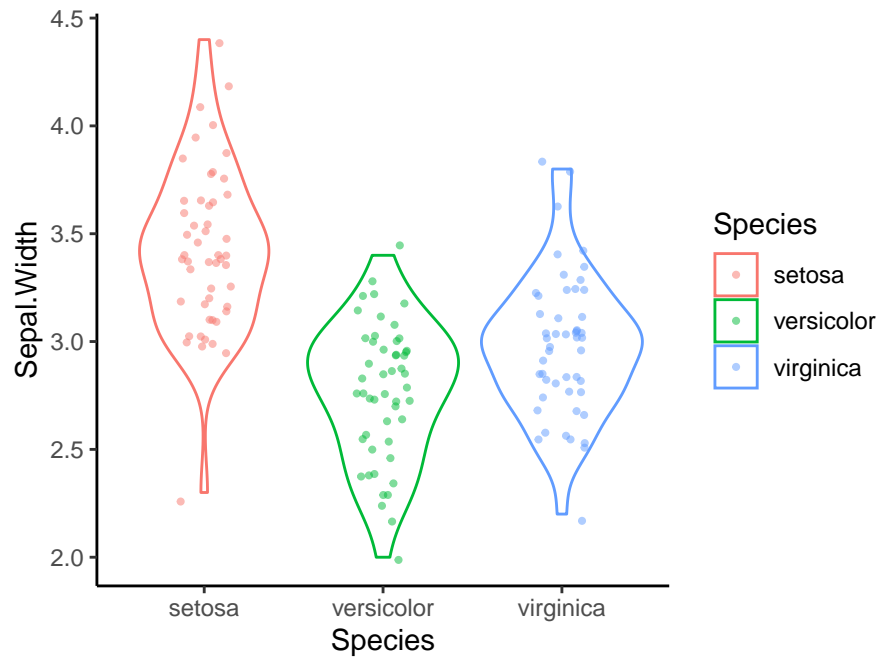 4.5
4.0
3.5
3.0
2.5
2.0
Sepal.Width
setosa
versicolor
virginica
Species
Species
setosa
versicolor
virginica